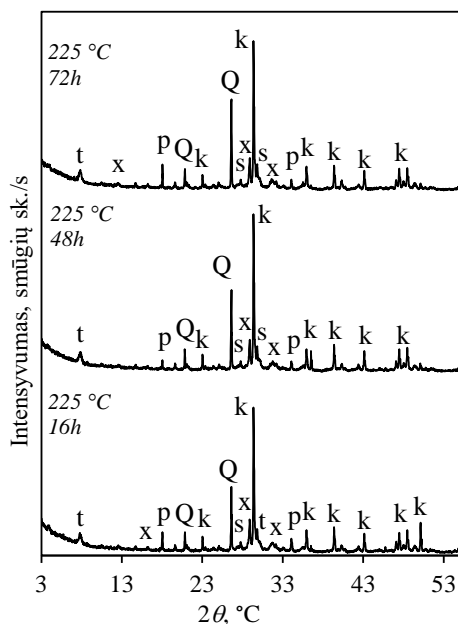 225 °C
72h
k
Q
t
x
p
Q
k
x
s
s
x
p
k
k
k
k
225 °C
48h
k
Q
t
p
Q
k
x
s
s
x
p
k
k
k
k
225 °C
16h
k
Q
t
x
p
Q
k
x
s
t
x
p
k
k
k
k
k
3 13 23 33 43 53
2θ, °C
Intensyvumas, smūgių sk./s